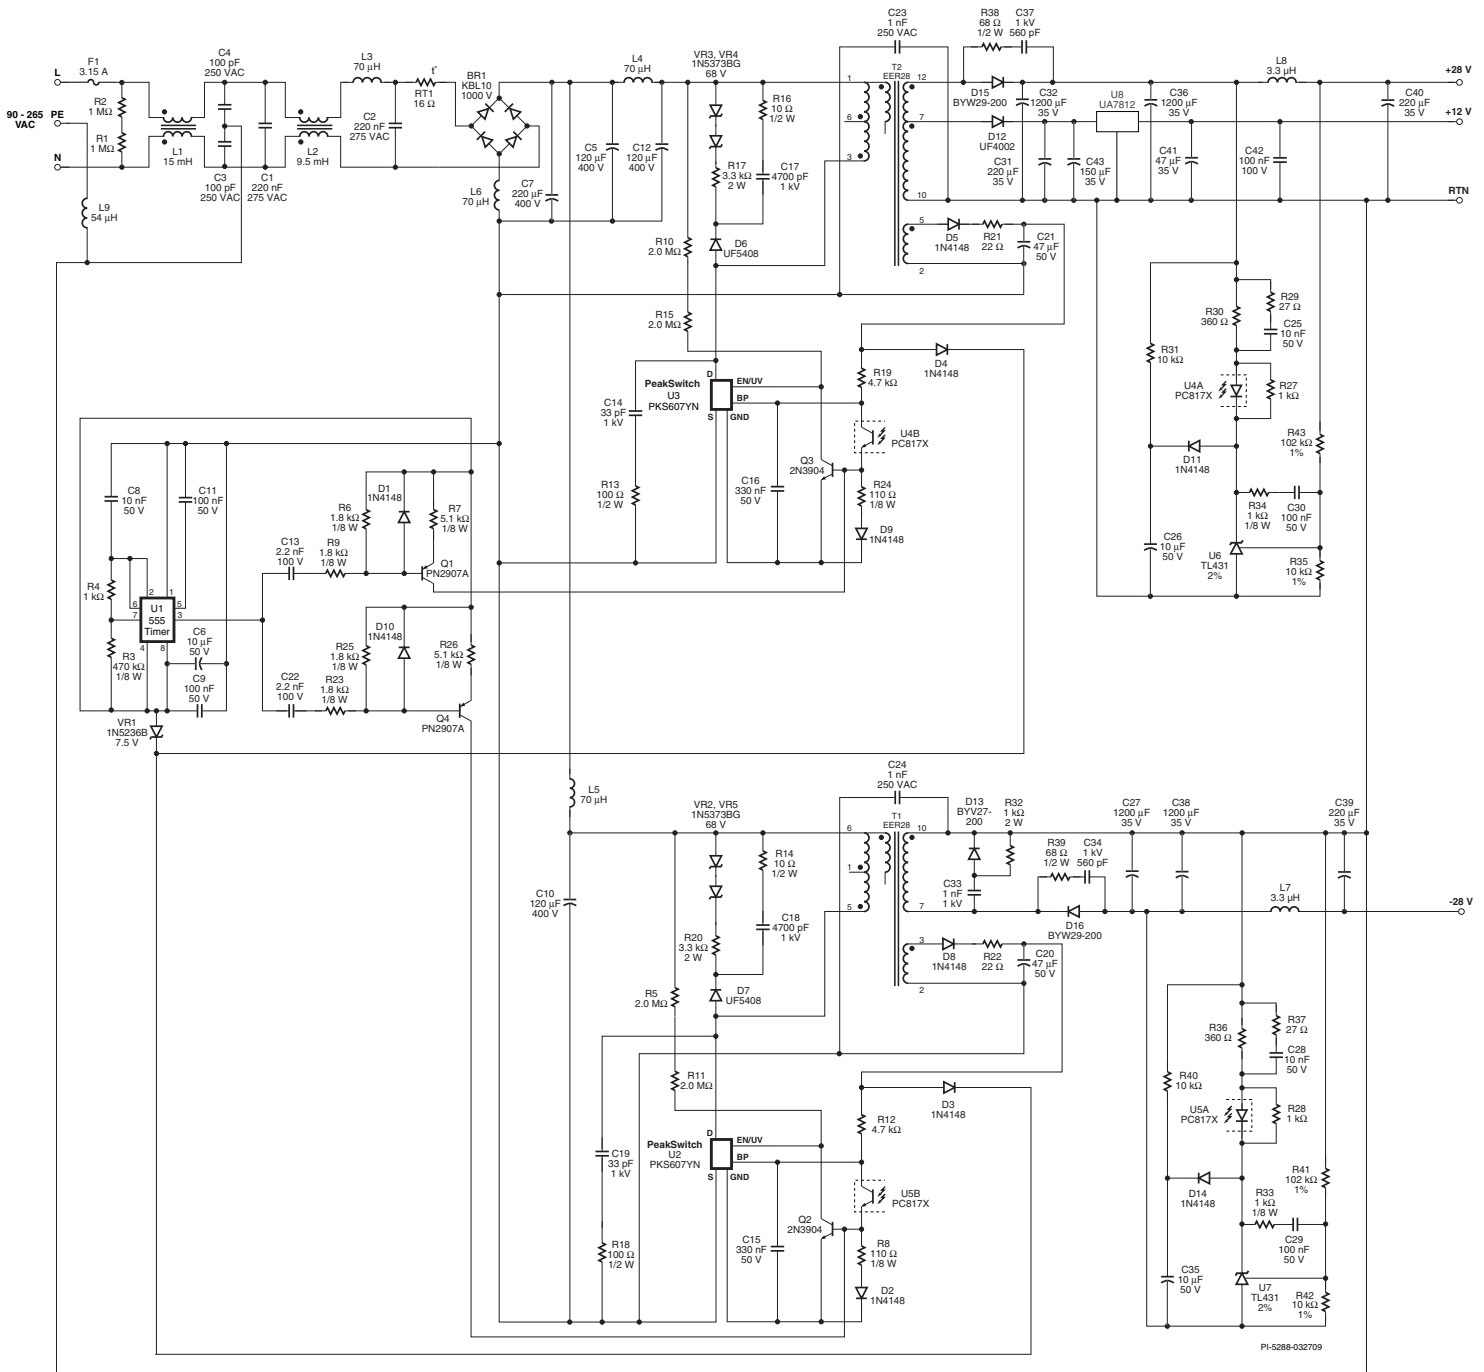 F1
3.15 A
L
90 - 265
VAC
PE
N
R2
1 MΩ
R1
1 MΩ
L9
54 µH
L1
15 mH
C4
100 pF
250 VAC
C3
100 pF
250 VAC
C1
220 nF
275 VAC
L2
9.5 mH
L3
70 µH
C2
220 nF
275 VAC
t°
RT1
16 Ω
BR1
KBL10
1000 V
L6
70 µH
C7
220 µF
400 V
C5
120 µF
400 V
L4
70 µH
C12
120 µF
400 V
VR3, VR4
1N5373BG
68 V
R16
10 Ω
1/2 W
R17
3.3 kΩ
2 W
C17
4700 pF
1 kV
R10
2.0 MΩ
D6
UF5408
R15
2.0 MΩ
C23
1 nF
250 VAC
T2
EER28
1
6
3
12
7
10
5
2
R38
68 Ω
1/2 W
C37
1 kV
560 pF
D15
BYW29-200
D12
UF4002
C32
1200 µF
35 V
C31
220 µF
35 V
C43
150 µF
35 V
U8
UA7812
C36
1200 µF
35 V
C41
47 µF
35 V
C42
100 nF
100 V
L8
3.3 µH
C40
220 µF
35 V
+28 V
+12 V
RTN
D5
1N4148
R21
22 Ω
C21
47 µF
50 V
R31
10 kΩ
R30
360 Ω
R29
27 Ω
C25
10 nF
50 V
U4A
PC817X
R27
1 kΩ
D11
1N4148
R43
102 kΩ
1%
R34
1 kΩ
1/8 W
C30
100 nF
50 V
C26
10 µF
50 V
U6
TL431
2%
R35
10 kΩ
1%
PeakSwitch
U3
PKS607YN
D
S
EN/UV
BP
GND
C14
33 pF
1 kV
R13
100 Ω
1/2 W
C16
330 nF
50 V
Q3
2N3904
R19
4.7 kΩ
D4
1N4148
U4B
PC817X
R24
110 Ω
1/8 W
D9
1N4148
C8
10 nF
50 V
C11
100 nF
50 V
R4
1 kΩ
R3
470 kΩ
1/8 W
U1
555
Timer
2
1
6
7
5
3
4
8
C6
10 µF
50 V
C9
100 nF
50 V
VR1
1N5236B
7.5 V
C13
2.2 nF
100 V
R9
1.8 kΩ
1/8 W
R6
1.8 kΩ
1/8 W
D1
1N4148
R7
5.1 kΩ
1/8 W
Q1
PN2907A
C22
2.2 nF
100 V
R23
1.8 kΩ
1/8 W
R25
1.8 kΩ
1/8 W
D10
1N4148
R26
5.1 kΩ
1/8 W
Q4
PN2907A
L5
70 µH
C10
120 µF
400 V
VR2, VR5
1N5373BG
68 V
R14
10 Ω
1/2 W
R20
3.3 kΩ
2 W
C18
4700 pF
1 kV
R5
2.0 MΩ
D7
UF5408
R11
2.0 MΩ
C24
1 nF
250 VAC
T1
EER28
6
1
5
10
7
3
2
D13
BYV27-
200
R32
1 kΩ
2 W
C33
1 nF
1 kV
R39
68 Ω
1/2 W
C34
1 kV
560 pF
D16
BYW29-200
C27
1200 µF
35 V
C38
1200 µF
35 V
L7
3.3 µH
C39
220 µF
35 V
-28 V
D8
1N4148
R22
22 Ω
C20
47 µF
50 V
R40
10 kΩ
R36
360 Ω
R37
27 Ω
C28
10 nF
50 V
U5A
PC817X
R28
1 kΩ
D14
1N4148
R41
102 kΩ
1%
R33
1 kΩ
1/8 W
C29
100 nF
50 V
C35
10 µF
50 V
U7
TL431
2%
R42
10 kΩ
1%
PeakSwitch
U2
PKS607YN
D
S
EN/UV
BP
GND
C19
33 pF
1 kV
R18
100 Ω
1/2 W
C15
330 nF
50 V
Q2
2N3904
R12
4.7 kΩ
D3
1N4148
U5B
PC817X
R8
110 Ω
1/8 W
D2
1N4148
PI-5288-032709